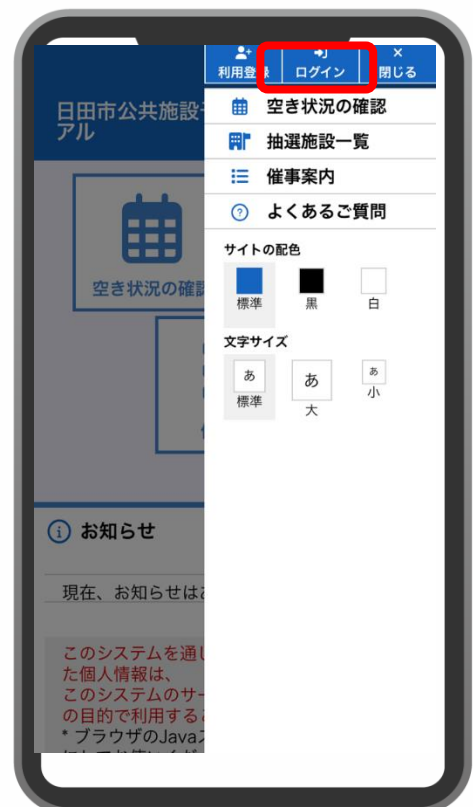 利用登録 ログイン ×閉じる
日田市公共施設
アル
空き状況の確認
抽選施設一覧
催事案内
よくあるご質問
サイトの配色
標準 黒 白
文字サイズ
あ あ あ
標準 大 小
空き状況の確
お知らせ
現在、お知らせは
このシステムを通
た個人情報は、
このシステムのサー
の目的で利用する
* ブラウザのJava